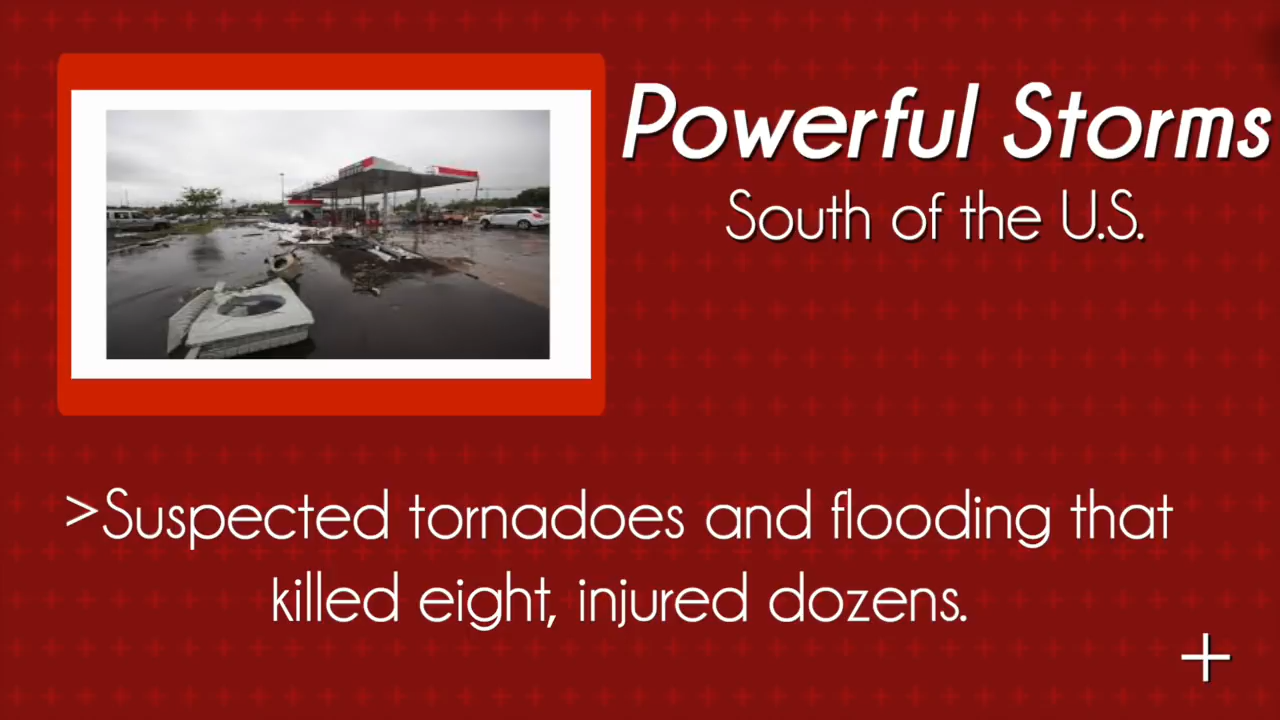 Powerful Storms
South of the U.S.
>Suspected tornadoes and flooding that
killed eight, injured dozens.